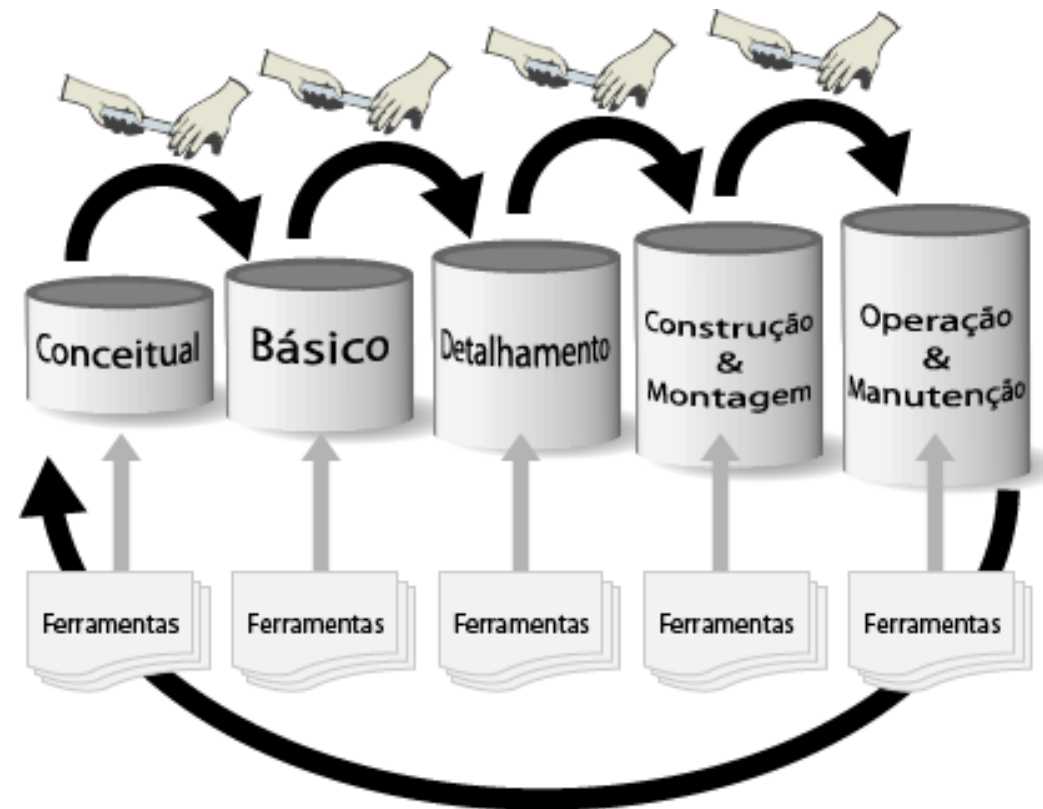 Conceitual
Básico
Detalhamento
Construção
&
Montagem
Operação
&
Manutenção
Ferramentas
Ferramentas
Ferramentas
Ferramentas
Ferramentas